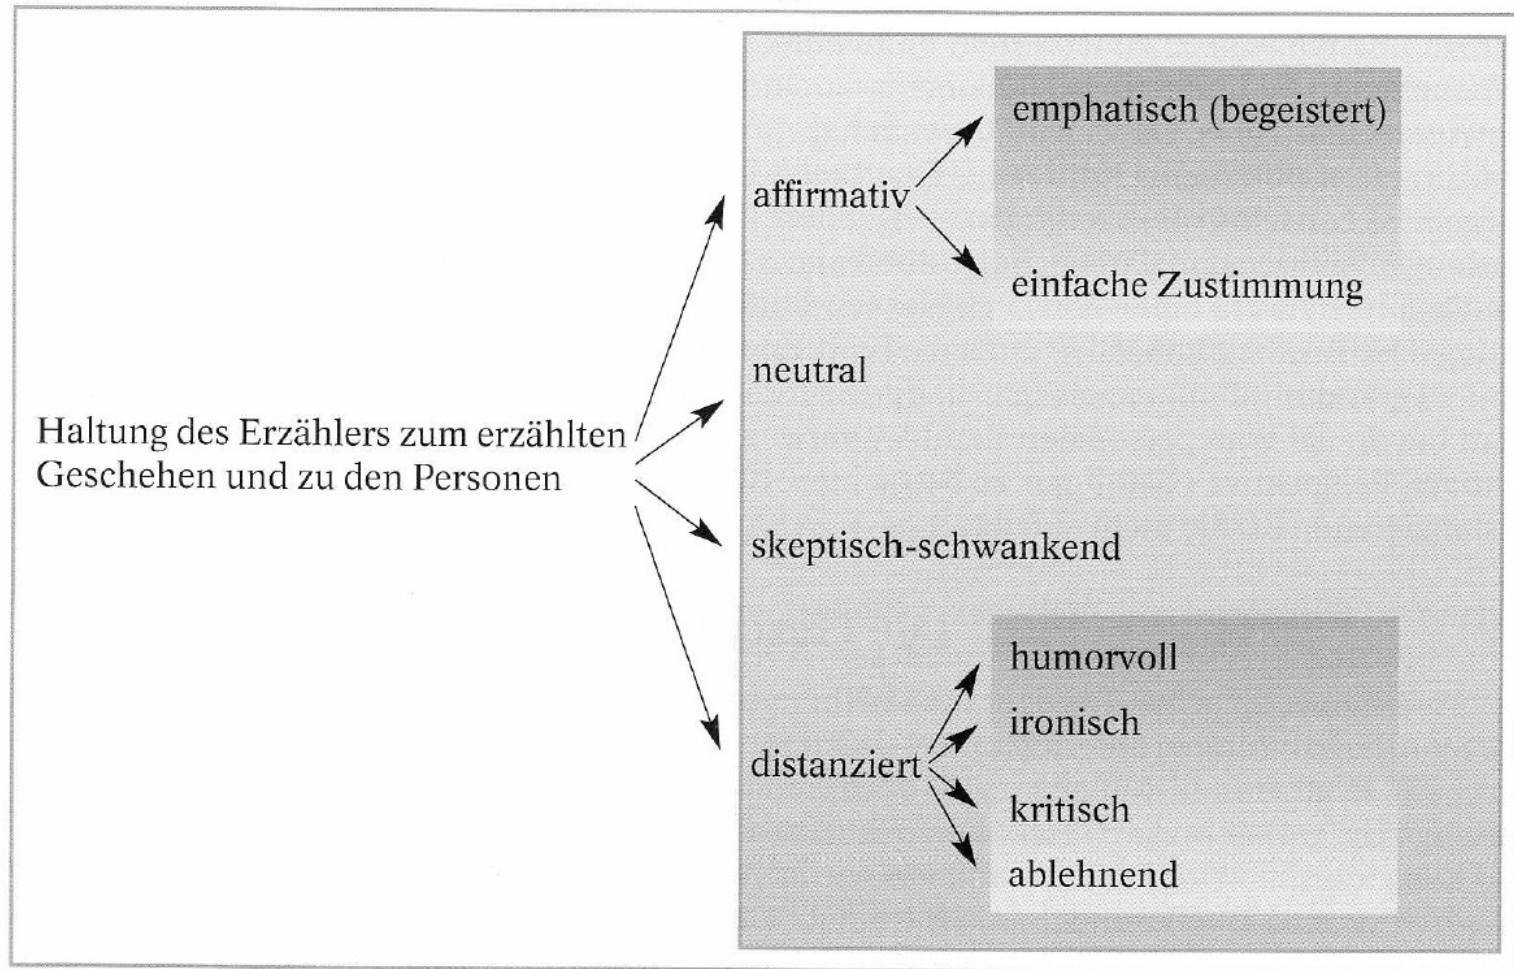 emphatisch (begeistert)
affirmativ
einfache Zustimmung
neutral
Haltung des Erzählers zum erzählten
Geschehen und zu den Personen
skeptisch-schwankend
humorvoll
ironisch
distanziert
kritisch
ablehnend